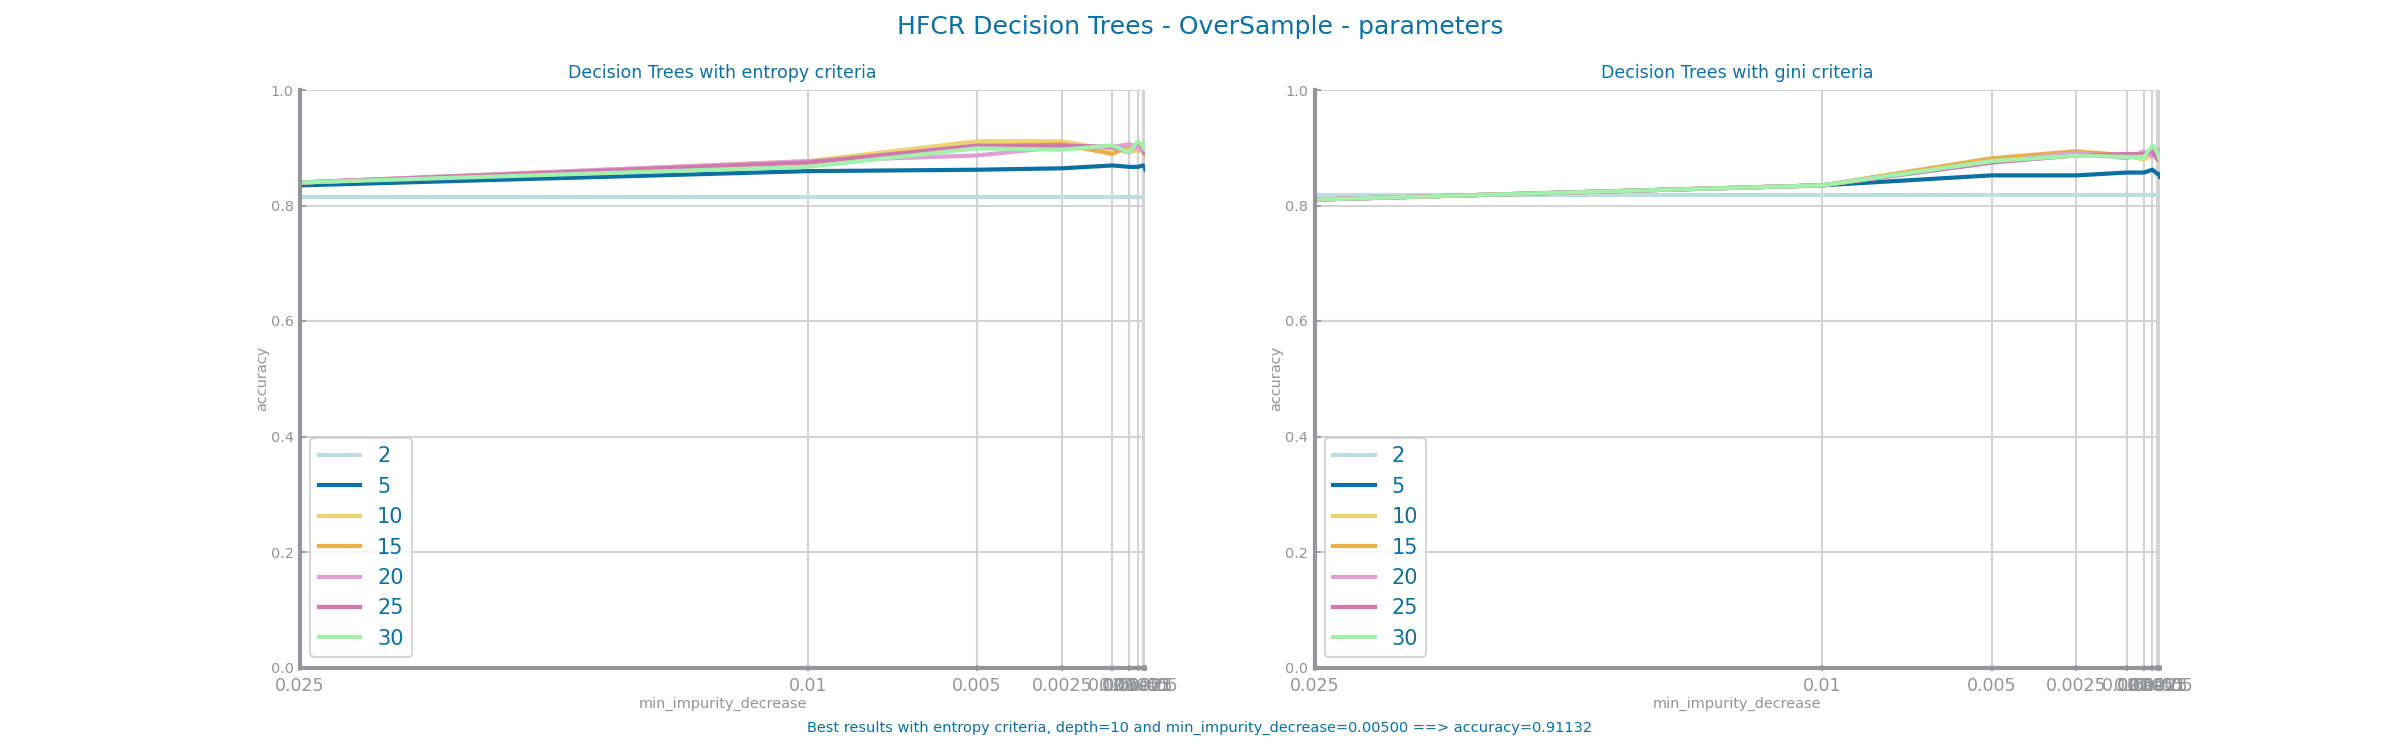 HFCR Decision Trees - OverSample - parameters
Decision Trees with entropy criteria
1.0
0.8
0.6
0.4
0.2
0.0
accuracy
2
5
10
15
20
25
30
0.025 0.01 0.005 0.0025
min_impurity_decrease
Decision Trees with gini criteria
1.0
0.8
0.6
0.4
0.2
0.0
accuracy
2
5
10
15
20
25
30
0.025 0.01 0.005 0.0025
min_impurity_decrease
Best results with entropy criteria, depth=10 and min_impurity_decrease=0.00500 ==> accuracy=0.91132